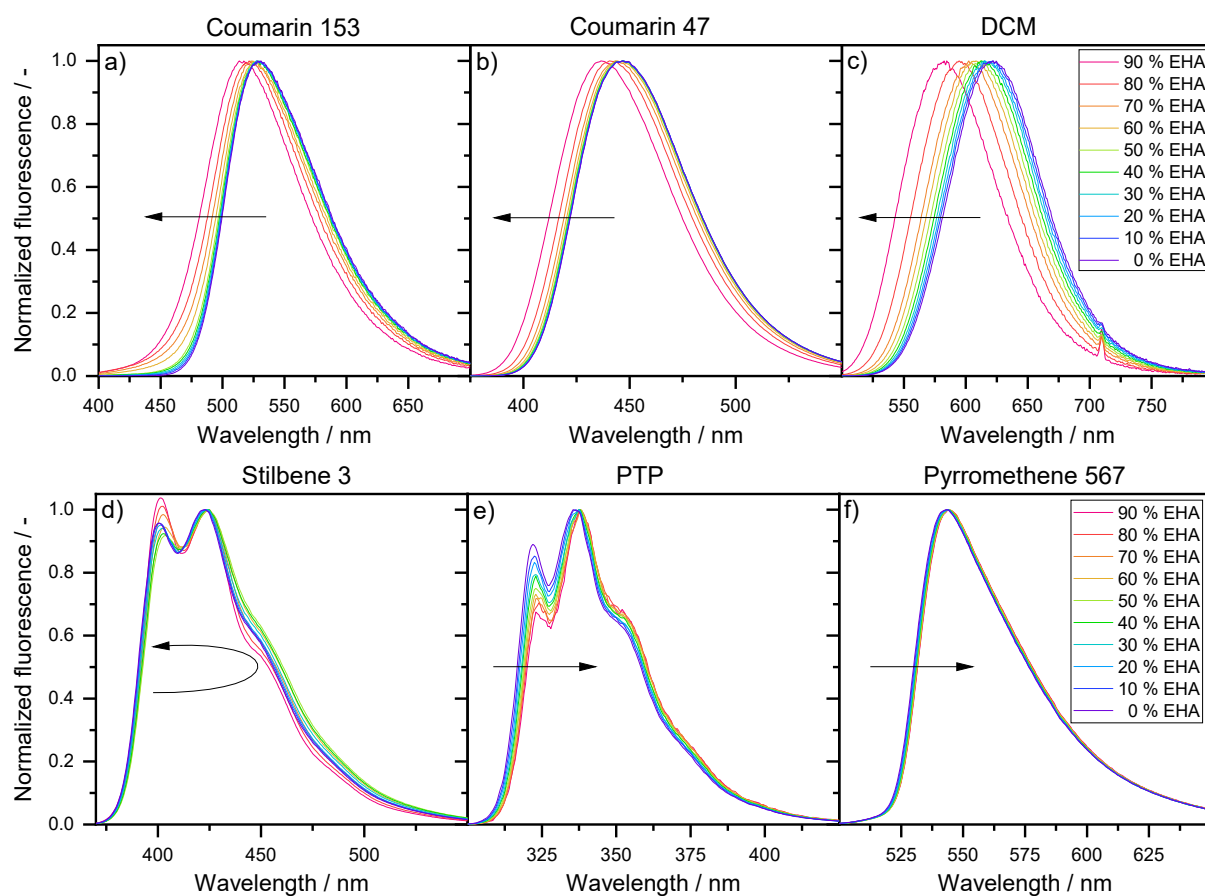 Coumarin 153
Coumarin 47
DCM
a)
b)
c)
90 % EHA
80 % EHA
70 % EHA
60 % EHA
50 % EHA
40 % EHA
30 % EHA
20 % EHA
10 % EHA
0 % EHA
1.0
0.8
0.6
0.4
0.2
0.0
Normalized fluorescence / -
400 450 500 550 600 650
400 450 500
550 600 650 700 750
Wavelength / nm
Wavelength / nm
Wavelength / nm
Stilbene 3
PTP
Pyrromethene 567
d)
e)
f)
90 % EHA
80 % EHA
70 % EHA
60 % EHA
50 % EHA
40 % EHA
30 % EHA
20 % EHA
10 % EHA
0 % EHA
1.0
0.8
0.6
0.4
0.2
0.0
Normalized fluorescence / -
400 450 500
325 350 375 400
525 550 575 600 625
Wavelength / nm
Wavelength / nm
Wavelength / nm